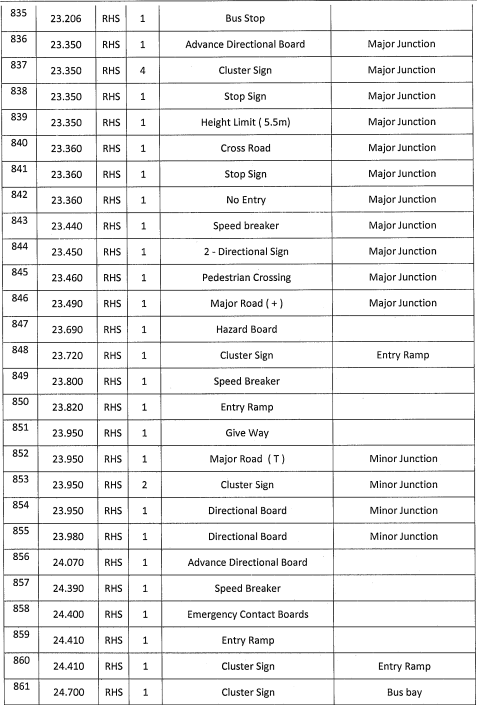 835 23.206 RHS 1 Bus Stop
836 23.350 RHS 1 Advance Directional Board Major Junction
837 23.350 RHS 4 Cluster Sign Major Junction
838 23.350 RHS 1 Stop Sign Major Junction
839 23.350 RHS 1 Height Limit ( 5.5m) Major Junction
840 23.360 RHS 1 Cross Road Major Junction
841 23.360 RHS 1 Stop Sign Major Junction
842 23.360 RHS 1 No Entry Major Junction
843 23.440 RHS 1 Speed breaker Major Junction
844 23.450 RHS 1 2 - Directional Sign Major Junction
845 23.460 RHS 1 Pedestrian Crossing Major Junction
846 23.490 RHS 1 Major Road ( + ) Major Junction
847 23.690 RHS 1 Hazard Board
848 23.720 RHS 1 Cluster Sign Entry Ramp
849 23.800 RHS 1 Speed Breaker
850 23.820 RHS 1 Entry Ramp
851 23.950 RHS 1 Give Way
852 23.950 RHS 1 Major Road ( T ) Minor Junction
853 23.950 RHS 2 Cluster Sign Minor Junction
854 23.950 RHS 1 Directional Board Minor Junction
855 23.980 RHS 1 Directional Board Minor Junction
856 24.070 RHS 1 Advance Directional Board
857 24.390 RHS 1 Speed Breaker
858 24.400 RHS 1 Emergency Contact Boards
859 24.410 RHS 1 Entry Ramp
860 24.410 RHS 1 Cluster Sign Entry Ramp
861 24.700 RHS 1 Cluster Sign Bus bay